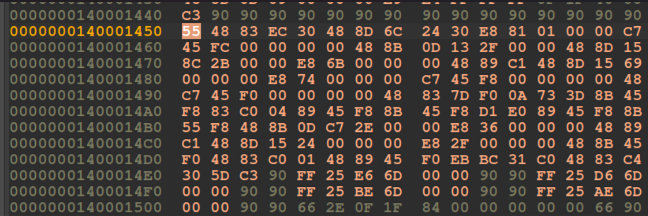 0000000140001440 C3 90 90 90 90 90 90 90 90 90 90 90 90 90 90 90
0000000140001450 55 48 83 EC 30 48 8D 6C 24 30 E8 81 01 00 00 C7
0000000140001460 45 FC 00 00 00 00 48 8B 0D 13 2F 00 00 48 8D 15
0000000140001470 8C 2B 00 00 E8 6B 00 00 00 48 89 C1 48 8D 15 69
0000000140001480 00 00 00 E8 74 00 00 00 C7 45 F8 00 00 00 00 48
0000000140001490 C7 45 F0 00 00 00 00 48 83 7D F0 0A 73 3D 8B 45
00000001400014A0 F8 83 C0 04 89 45 F8 8B 45 F8 D1 E0 89 45 F8 8B
00000001400014B0 55 F8 48 8B 0D C7 2E 00 00 E8 36 00 00 00 48 89
00000001400014C0 C1 48 8D 15 24 00 00 00 E8 2F 00 00 00 48 8B 45
00000001400014D0 F0 48 83 C0 01 48 89 45 F0 EB BC 31 C0 48 83 C4
00000001400014E0 30 5D C3 90 FF 25 E6 6D 00 00 90 90 FF 25 D6 6D
00000001400014F0 00 00 90 90 FF 25 BE 6D 00 00 90 90 FF 25 AE 6D
0000000140001500 00 00 90 90 66 2E 0F 1F 84 00 00 00 00 00 66 90